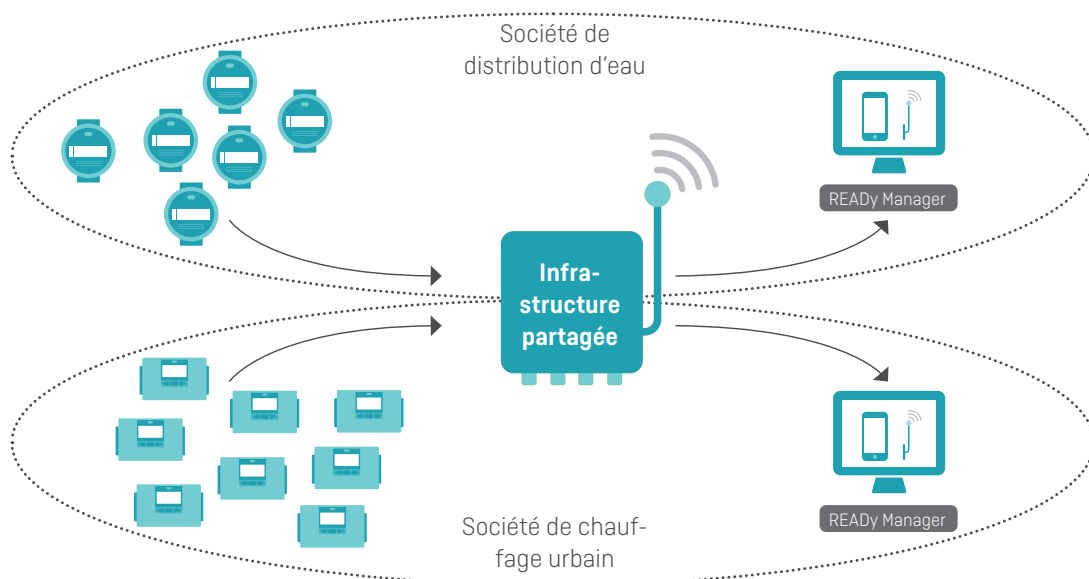 Société de
distribution d'eau
READy Manager
Infra-
structure
partagée
READy Manager
Société de chauf-
fage urbain